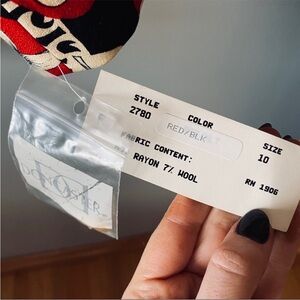 STYLE
2780
COLOR
RED/BLK
SIZE
10
FABRIC CONTENT:
RAYON 7% WOOL
RN 1906